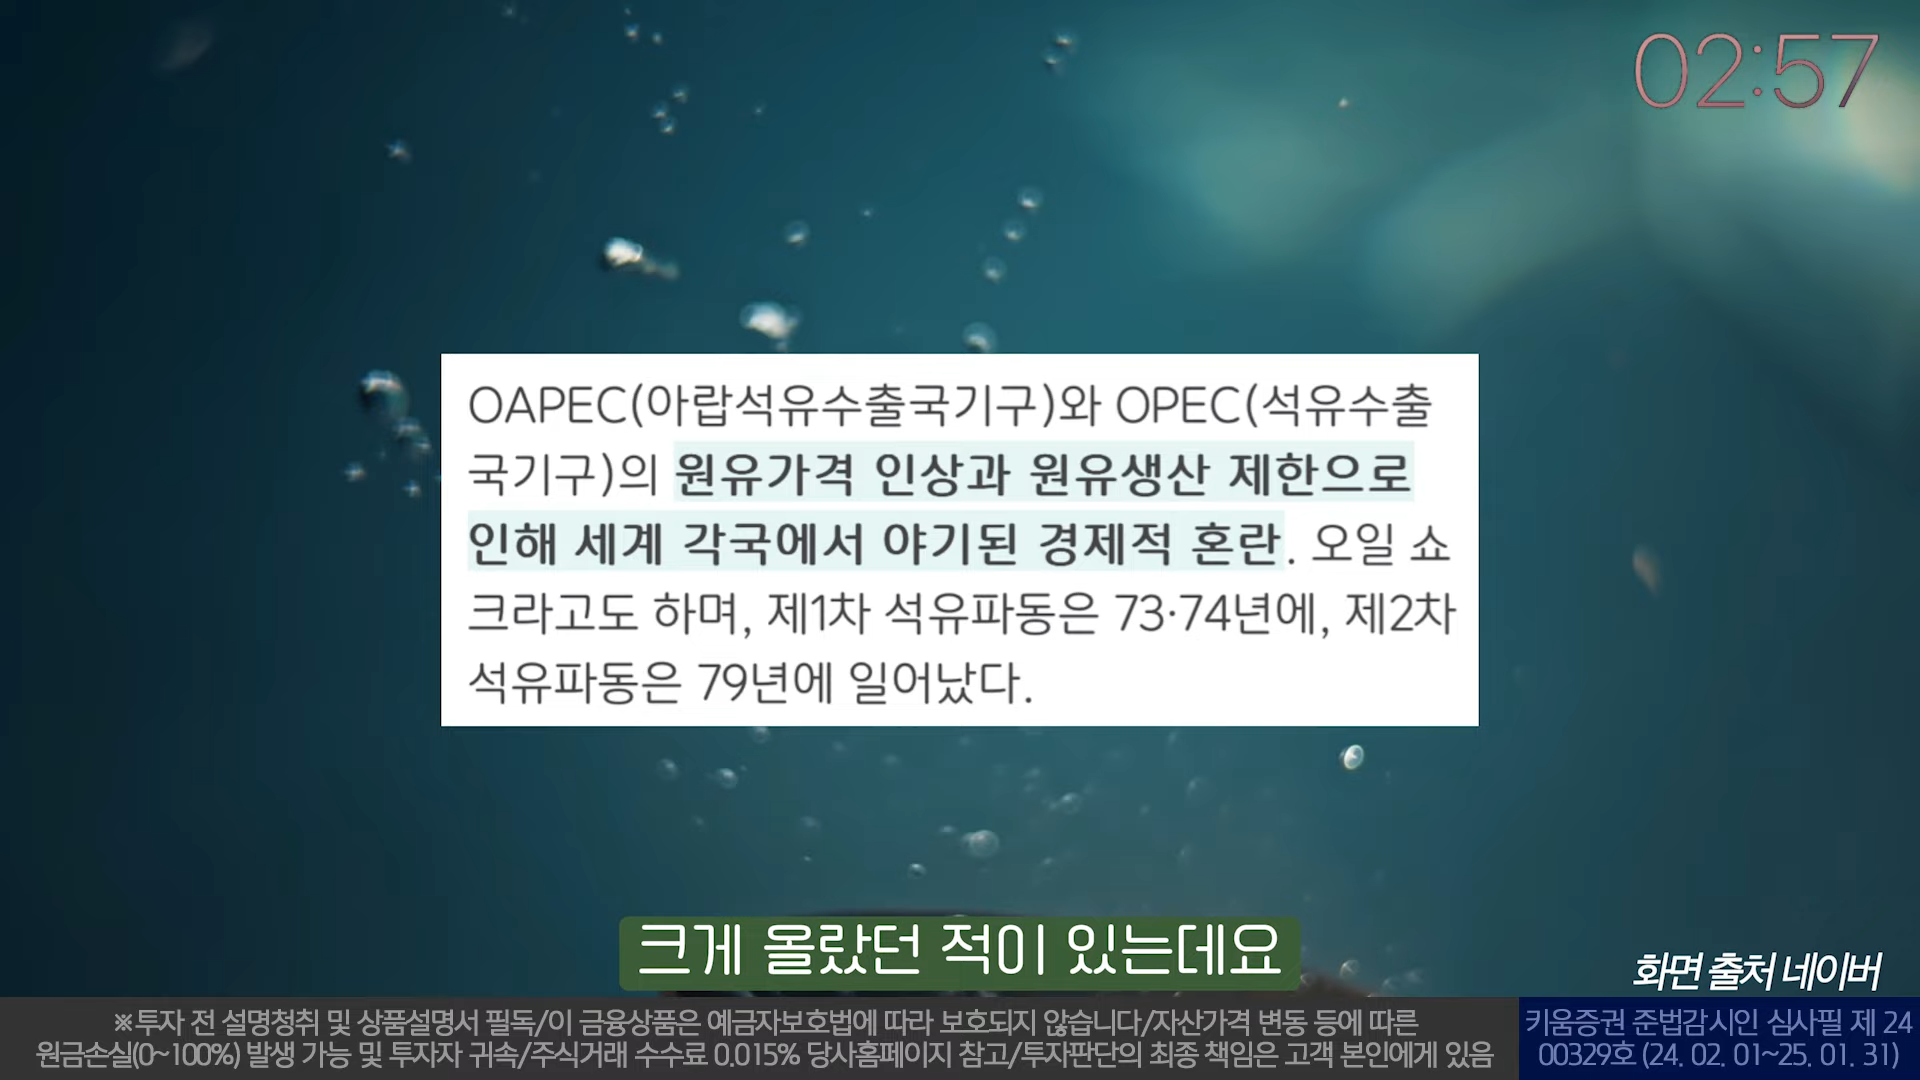 02:57
OAPEC(아랍석유수출국기구)와 OPEC(석유수출
국기구)의 원유가격 인상과 원유생산 제한으로
인해 세계 각국에서 야기된 경제적 혼란. 오일 쇼
크라고도 하며, 제1차 석유파동은 73·74년에, 제2차
석유파동은 79년에 일어났다.
크게 올랐던 적이 있는데요
화면 출처 네이버
※투자 전 설명청취 및 상품설명서 필독/이 금융상품은 예금자보호법에 따라 보호되지 않습니다/자산가격 변동 등에 따른
원금손실(0~100%) 발생 가능 및 투자자 귀속/주식거래 수수료 0.015% 당사홈페이지 참고/투자판단의 최종 책임은 고객 본인에게 있음
키움증권 준법감시인 심사필 제 24
00329호 (24. 02. 01~25. 01. 31)